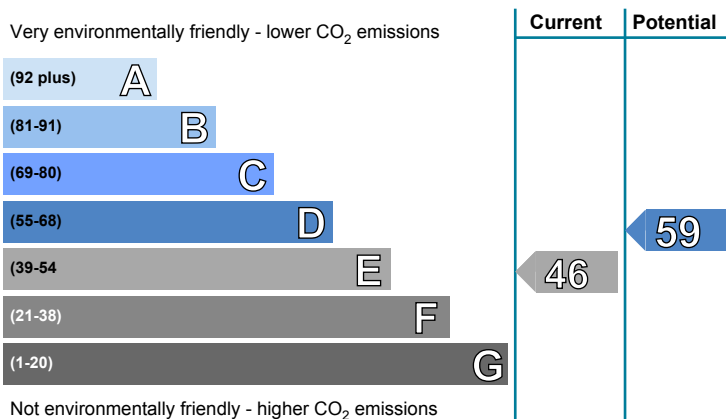 Current Potential
Very environmentally friendly - lower CO2 emissions
(92 plus) A
(81-91) B
(69-80) C
(55-68) D
59
(39-54 E
46
(21-38) F
(1-20) G
Not environmentally friendly - higher CO2 emissions